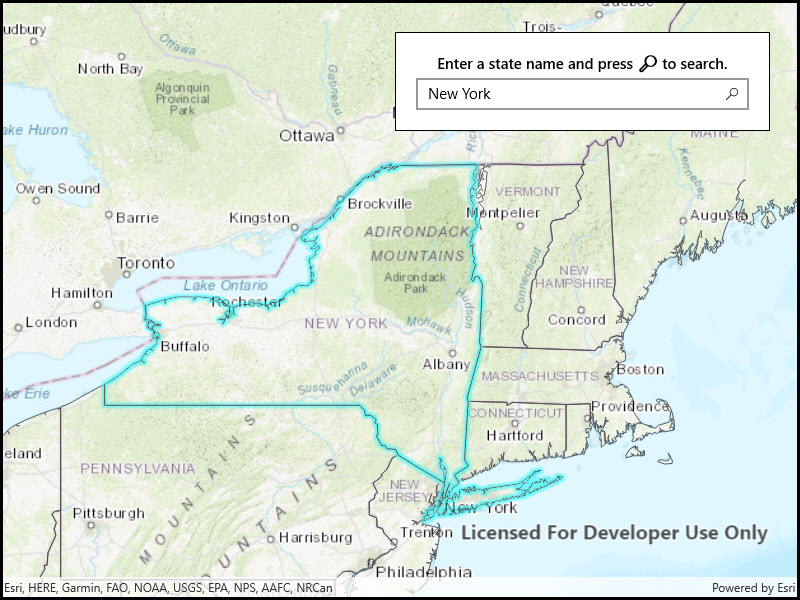 udbury
North Bay
Ottawa
Algonquin
Provincial
Park
Gatineau
Trois-
Quebec
Enter a state name and press to search.
New York
ake Huron
Ottawa
MAINE
Kennebec
Owen Sound
Barrie
Kingston
Brockville
VERMONT
Montpelier
Augusta
ADIRONDACK
MOUNTAINS
Adirondack
Park
Toronto
Lake Ontario
Rochester
Hamilton
London
NEW YORK
Mohawk
Hudson
Connecticut
NEW
HAMPSHIRE
Concord
Buffalo
Albany
Boston
MASSACHUSETTS
Susquehanna
Delaware
ke Erie
CONNECTICUT
Providence
Hartford
eland
PENNSYLVANIA
MOUNTAINS
MOUNTAINS
NEW
JERSEY
New York
Pittsburgh
Harrisburg
Trenton
Licensed For Developer Use Only
Philadelphia
Esri, HERE, Garmin, FAO, NOAA, USGS, EPA, NPS, AAFC, NRCan
Powered by Esri